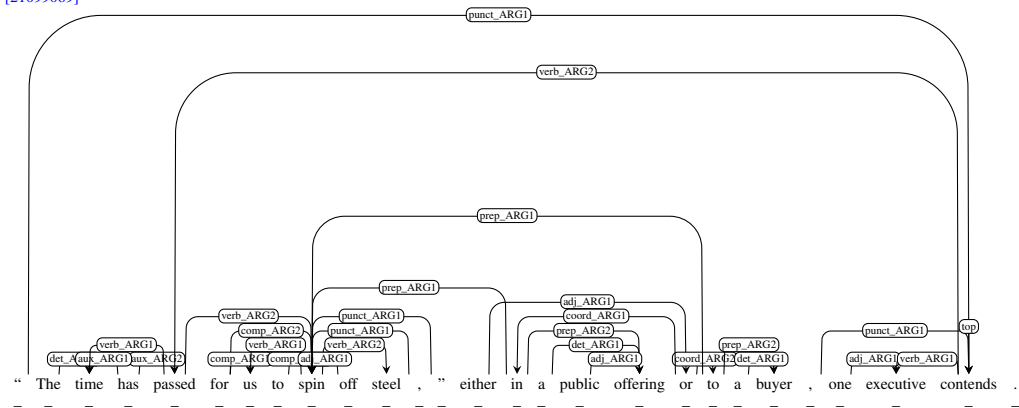 punct_ARG1
verb_ARG2
prep_ARG1
prep_ARG1 adj_ARG1
verb_ARG2 punct_ARG1 coord_ARG1 top
comp_ARG2 punct_ARG1 prep_ARG2 punct_ARG1
verb_ARG1 verb_ARG1 verb_ARG2 det_ARG1 prep_ARG2
aux_ARG1 aux_ARG2 adj_ARG1 adj_ARG1 coord_ARG2 det_ARG1 adj_ARG1 verb_ARG1
“ The time has passed for us to spin off steel , ” either in a public offering or to a buyer , one executive contends .